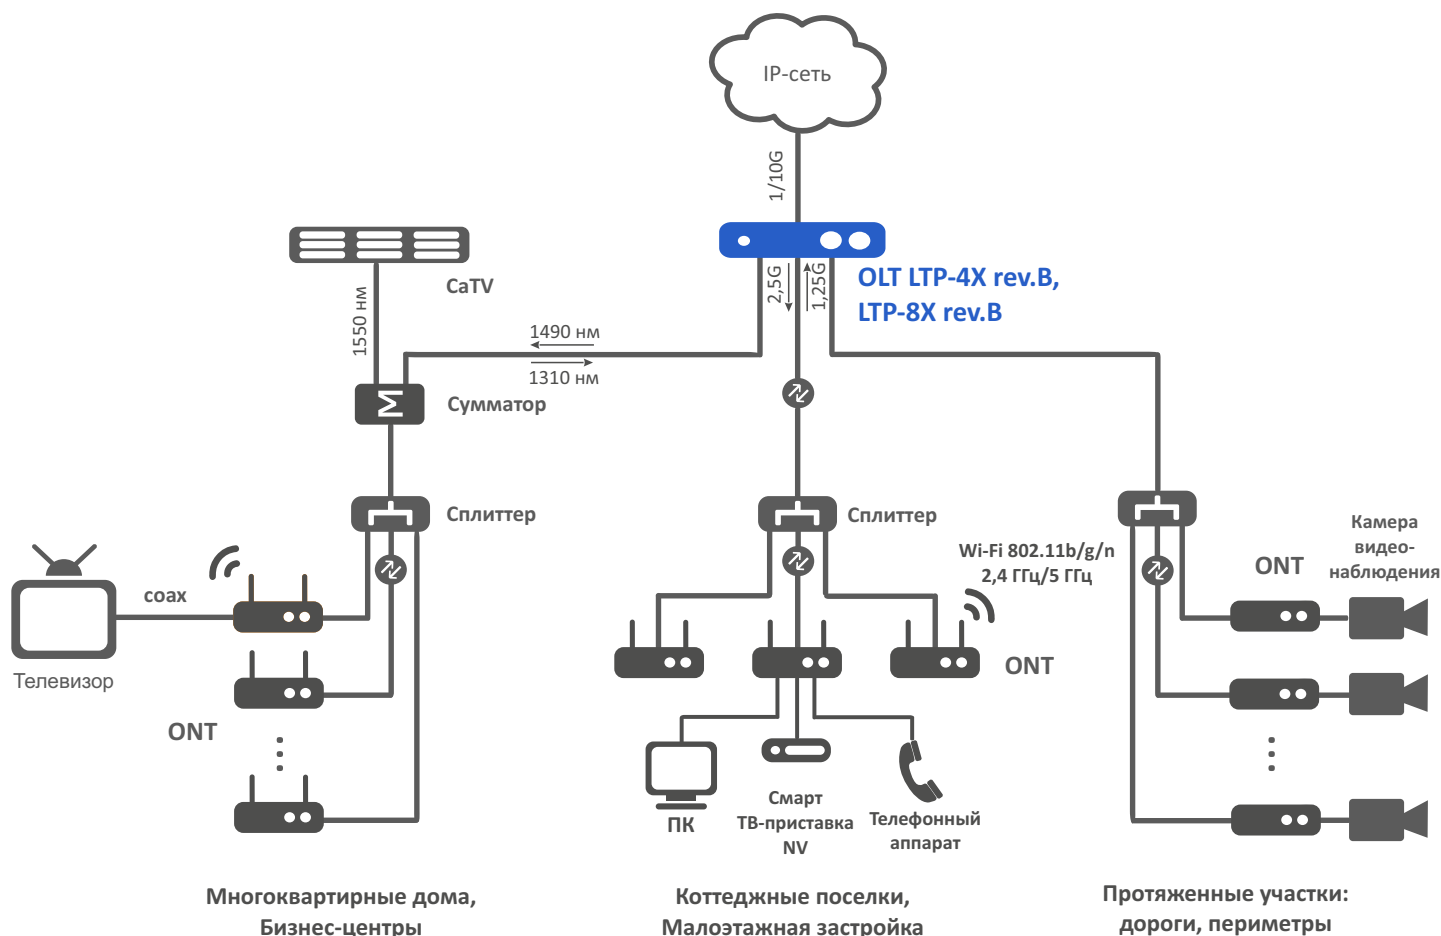 IP-сеть
1/10G
CaTV
1550 нм
2,5G
1,25G
OLT LTP-4X rev.B,
LTP-8X rev.B
1490 нм
1310 нм
Сумматор
Сплиттер
Сплиттер
Wi-Fi 802.11b/g/n
2,4 ГГц/5 ГГц
ONT
Камера
видео-
наблюдения
coax
Телевизор
ONT
ONT
ПК
Смарт
ТВ-приставка
NV
Телефонный
аппарат
Многоквартирные дома,
Бизнес-центры
Коттеджные поселки,
Малоэтажная застройка
Протяженные участки:
дороги, периметры